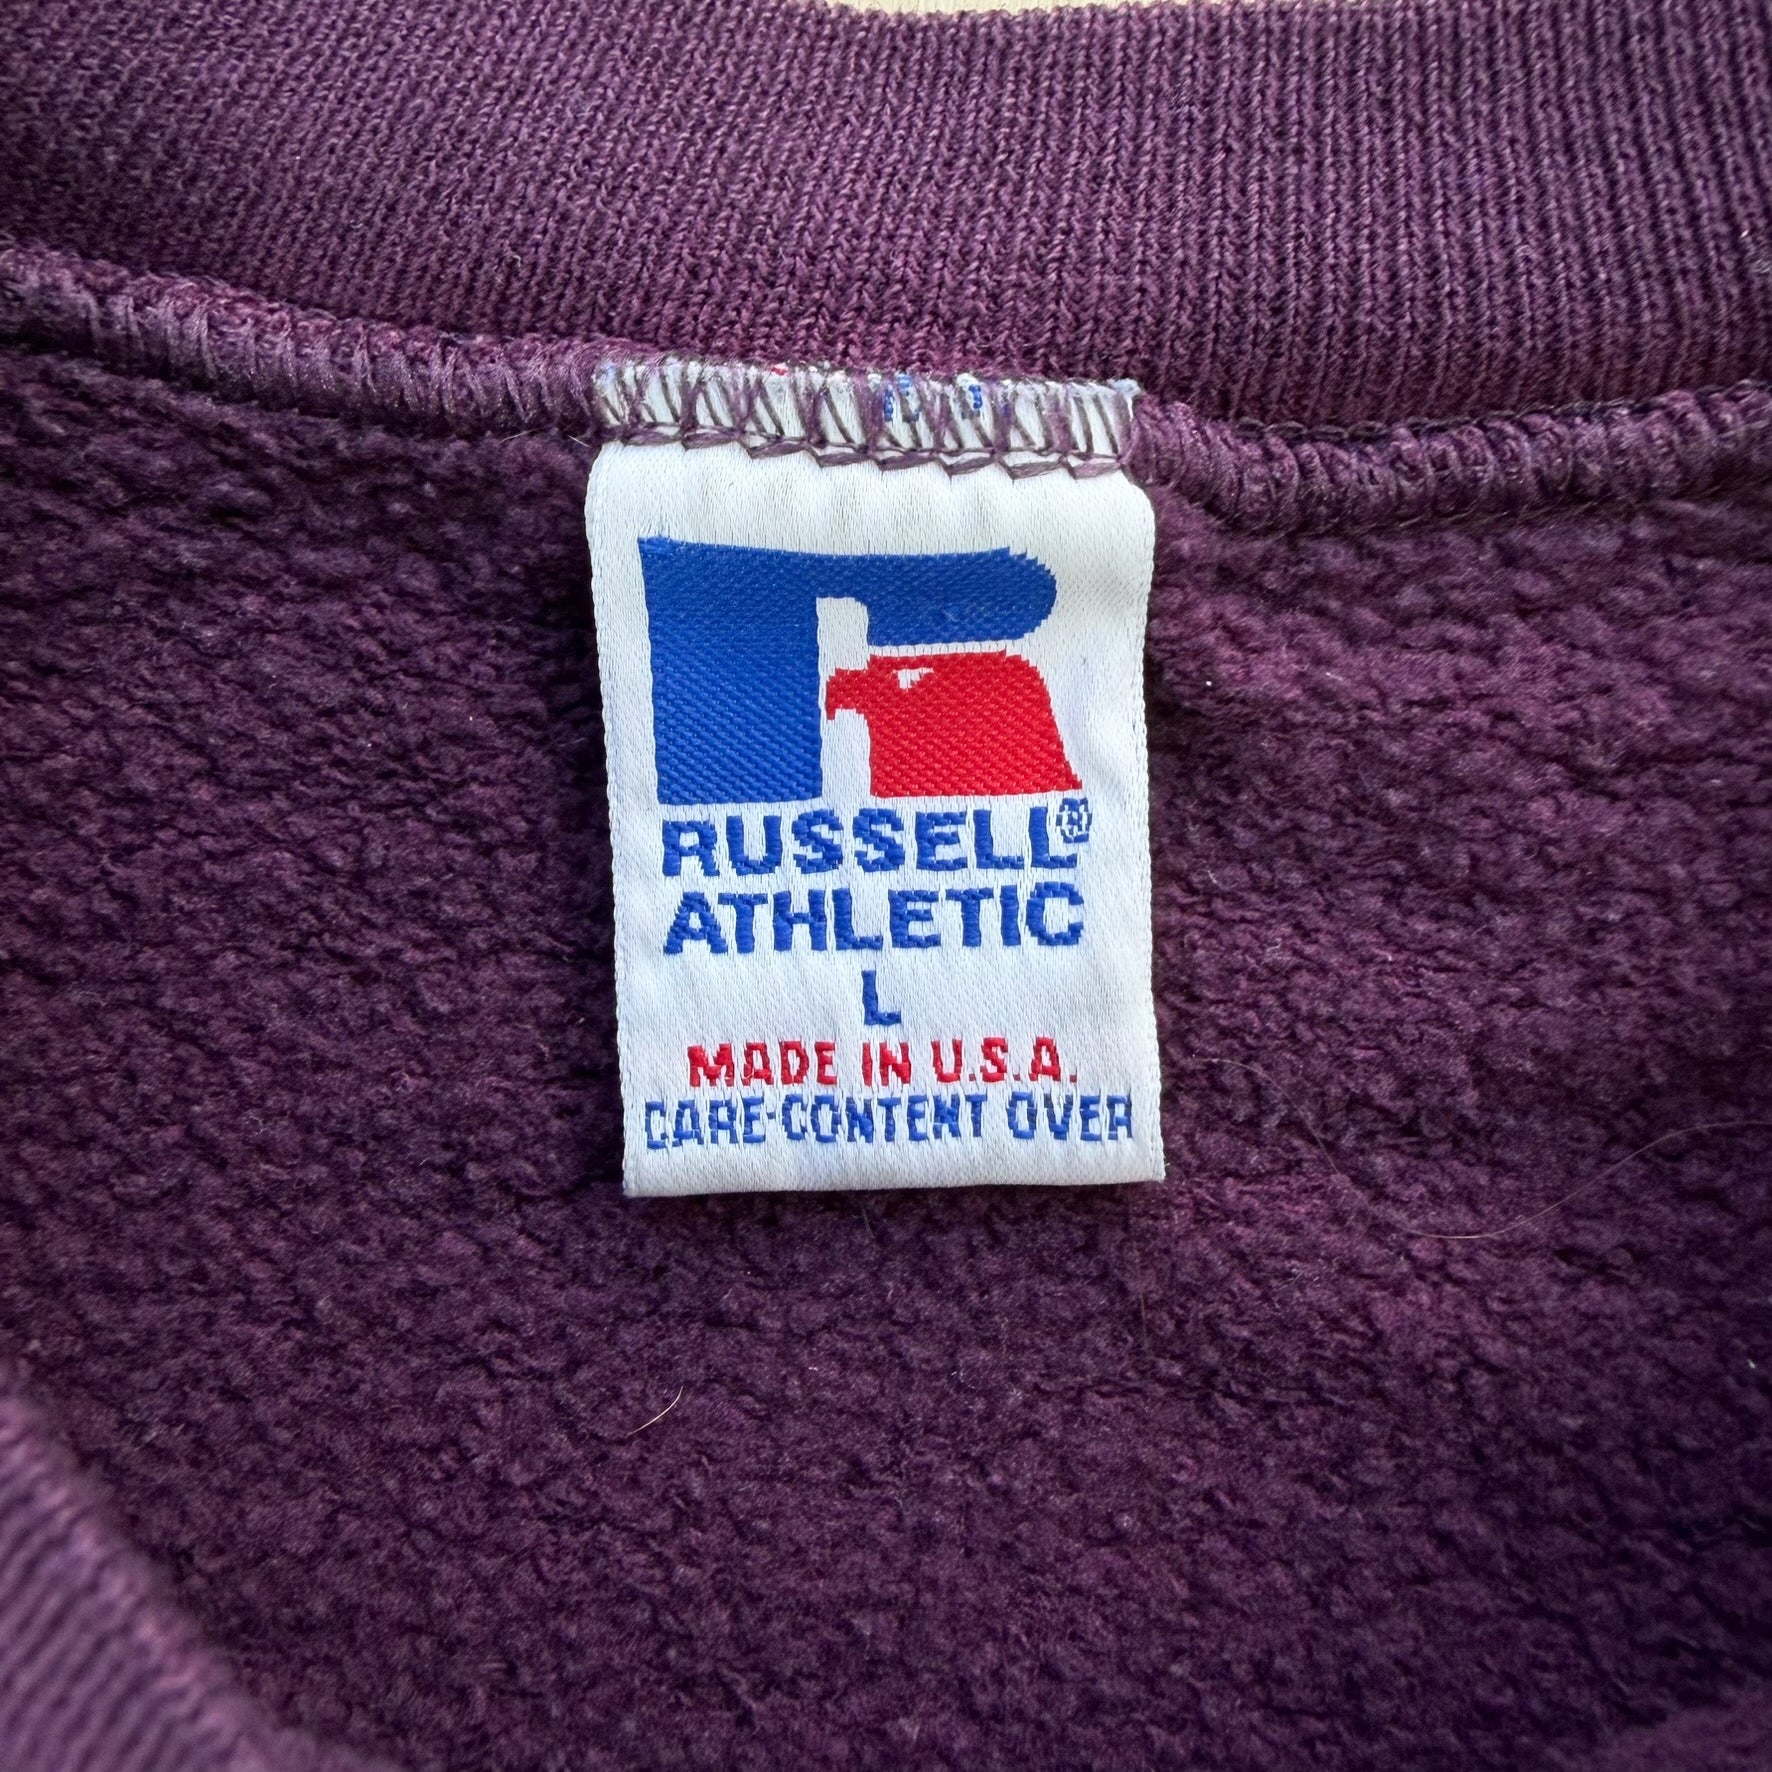 RUSSELL®
ATHLETIC
L
MADE IN U.S.A.
CARE-CONTENT OVER